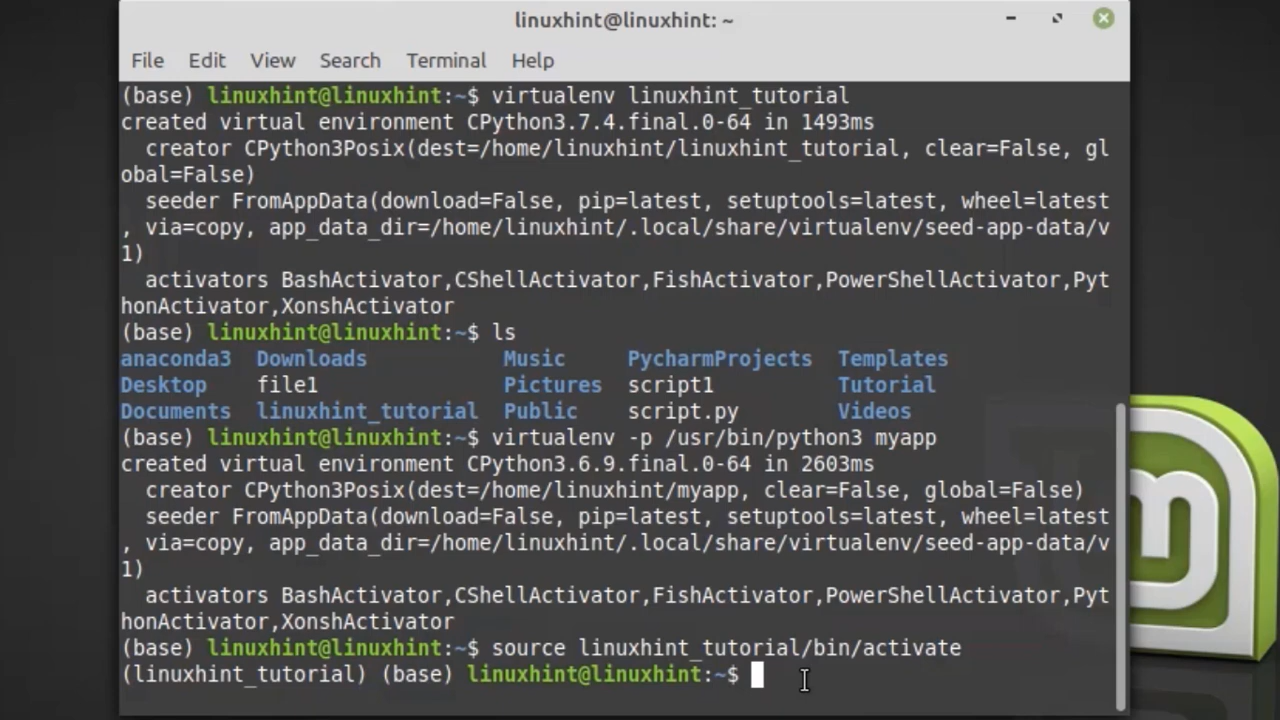 linuxhint@linuxhint: ~
File Edit View Search Terminal Help
(base) linuxhint@linuxhint:~$ virtualenv linuxhint_tutorial
created virtual environment CPython3.7.4.final.0-64 in 1493ms
  creator CPython3Posix(dest=/home/linuxhint/linuxhint_tutorial, clear=False, gl
obal=False)
  seeder FromAppData(download=False, pip=latest, setuptools=latest, wheel=latest
, via=copy, app_data_dir=/home/linuxhint/.local/share/virtualenv/seed-app-data/v
1)
  activators BashActivator,CShellActivator,FishActivator,PowerShellActivator,Pyt
honActivator,XonshActivator
(base) linuxhint@linuxhint:~$ ls
anaconda3  Downloads           Music     PycharmProjects  Templates
Desktop    file1               Pictures  script1          Tutorial
Documents  linuxhint_tutorial  Public    script.py        Videos
(base) linuxhint@linuxhint:~$ virtualenv -p /usr/bin/python3 myapp
created virtual environment CPython3.6.9.final.0-64 in 2603ms
  creator CPython3Posix(dest=/home/linuxhint/myapp, clear=False, global=False)
  seeder FromAppData(download=False, pip=latest, setuptools=latest, wheel=latest
, via=copy, app_data_dir=/home/linuxhint/.local/share/virtualenv/seed-app-data/v
1)
  activators BashActivator,CShellActivator,FishActivator,PowerShellActivator,Pyt
honActivator,XonshActivator
(base) linuxhint@linuxhint:~$ source linuxhint_tutorial/bin/activate
(linuxhint_tutorial) (base) linuxhint@linuxhint:~$